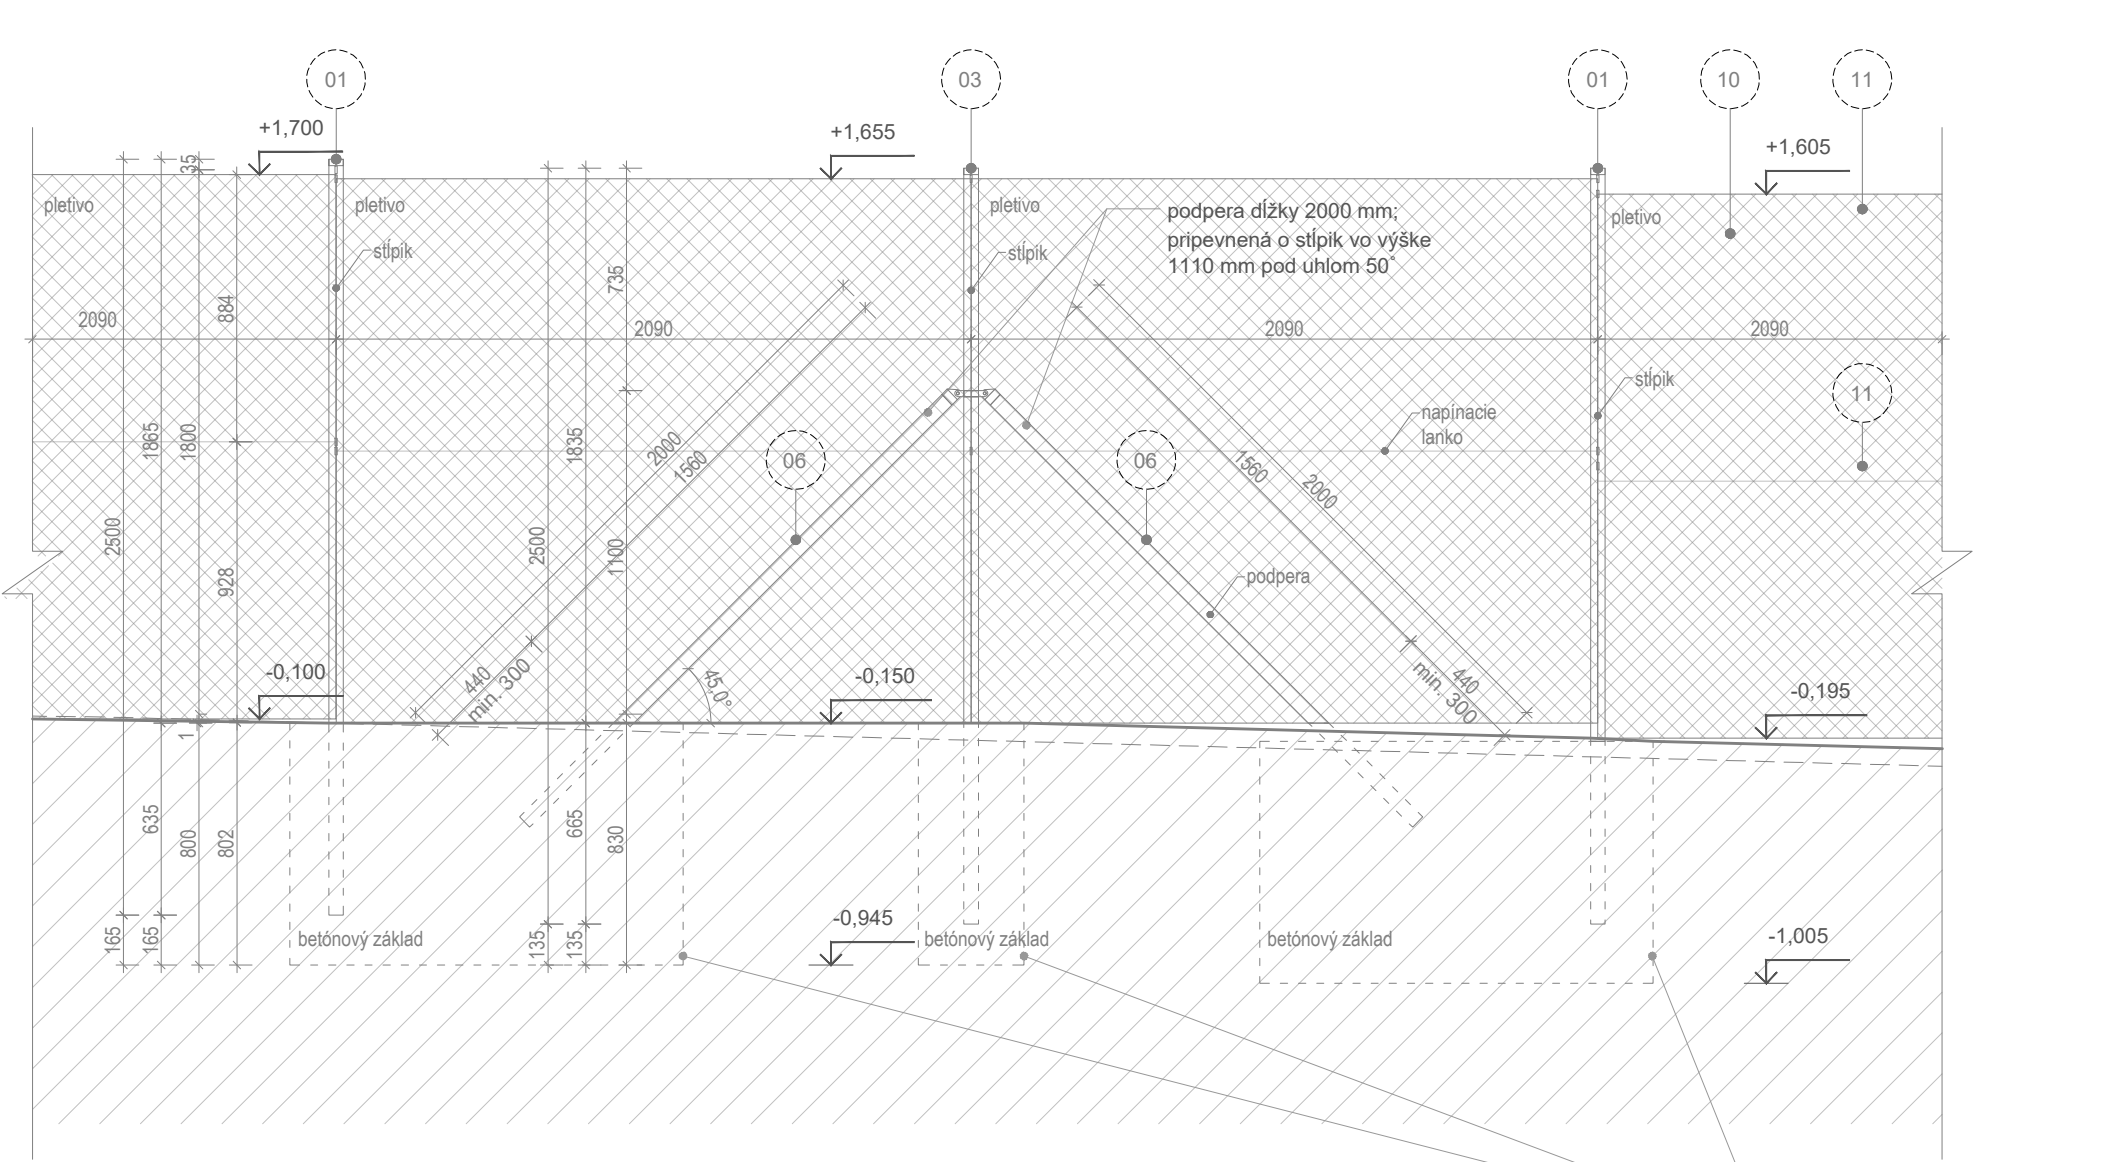 01
03
01
10
11
+1,700
+1,655
+1,605
35
pletivo
pletivo
pletivo
pletivo
stĺpik
stĺpik
podpera dĺžky 2000 mm;
pripevnená o stĺpik vo výške
1110 mm pod uhlom 50°
884
735
2090
2090
2090
2090
stĺpik
11
napínacie
lanko
1865
1800
1835
2000
1560
06
06
1560
2000
2500
2500
1100
928
podpera
-0,100
440
min. 300
45,0°
-0,150
min. 300
440
-0,195
1
635
800
802
665
830
165
165
betónový základ
135
135
-0,945
betónový základ
betónový základ
-1,005